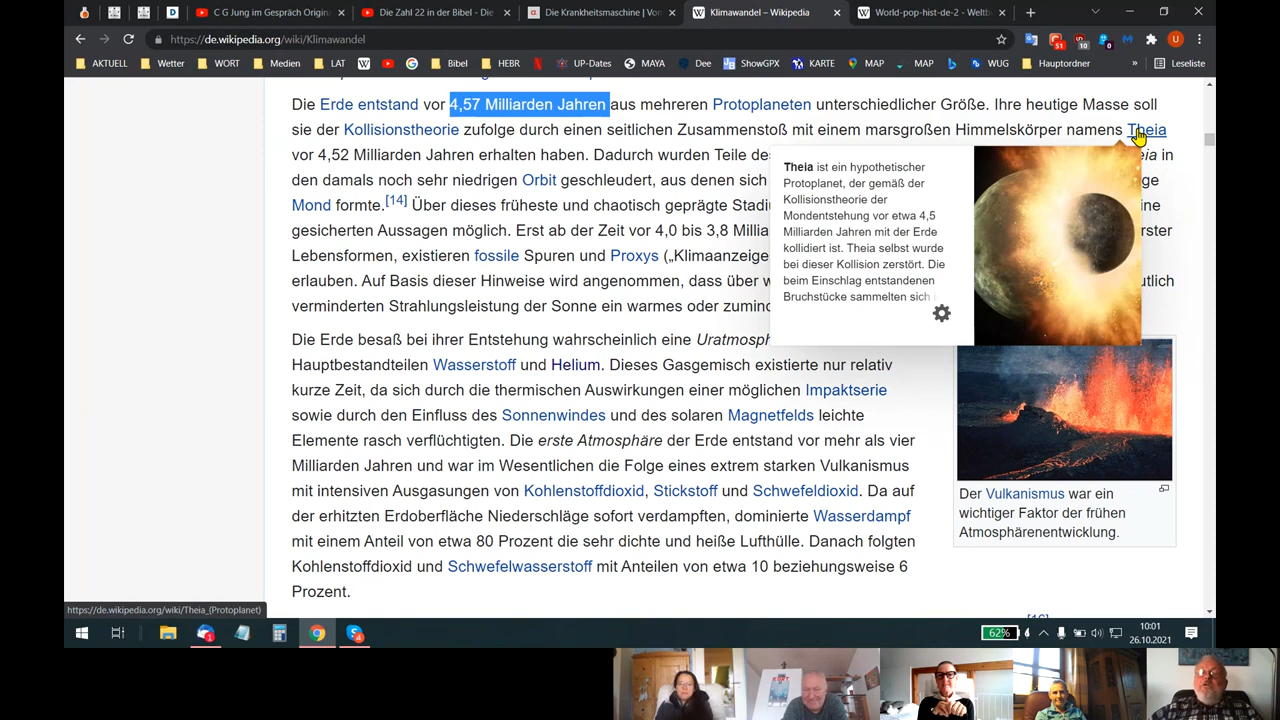 C G Jung im Gespräch Origina
Die Zahl 22 in der Bibel - Die
Die Krankheitsmaschine | Von
Klimawandel – Wikipedia
World-pop-hist-de-2 - Weltb
https://de.wikipedia.org/wiki/Klimawandel
51
10
0
U
AKTUELL Wetter WORT Medien LAT Bibel HEBR UP-Dates MAYA Dee ShowGPX KARTE MAP MAP WUG Hauptordner » Leseliste
Die Erde entstand vor 4,57 Milliarden Jahren aus mehreren Protoplaneten unterschiedlicher Größe. Ihre heutige Masse soll
sie der Kollisionstheorie zufolge durch einen seitlichen Zusammenstoß mit einem marsgroßen Himmelskörper namens Theia
vor 4,52 Milliarden Jahren erhalten haben. Dadurch wurden Teile des in
den damals noch sehr niedrigen Orbit geschleudert, aus denen sich
Mond formte.[14] Über dieses früheste und chaotisch geprägte
gesicherten Aussagen möglich. Erst ab der Zeit vor 4,0 bis 3,8
Lebensformen, existieren fossile Spuren und Proxys („Klimaanzeige
erlauben. Auf Basis dieser Hinweise wird angenommen, dass über
verminderten Strahlungsleistung der Sonne ein warmes oder
Theia ist ein hypothetischer
Protoplanet, der gemäß der
Kollisionstheorie der
Mondentstehung vor etwa 4,5
Milliarden Jahren mit der Erde
kollidiert ist. Theia selbst wurde
bei dieser Kollision zerstört. Die
beim Einschlag entstandenen
Bruchstücke sammelten sich
Die Erde besaß bei ihrer Entstehung wahrscheinlich eine
Hauptbestandteilen Wasserstoff und Helium. Dieses Gasgemisch existierte nur relativ
kurze Zeit, da sich durch die thermischen Auswirkungen einer möglichen Impaktserie
sowie durch den Einfluss des Sonnenwindes und des solaren Magnetfelds leichte
Elemente rasch verflüchtigten. Die erste Atmosphäre der Erde entstand vor mehr als vier
Milliarden Jahren und war im Wesentlichen die Folge eines extrem starken Vulkanismus
mit intensiven Ausgasungen von Kohlenstoffdioxid, Stickstoff und Schwefeldioxid. Da auf
der erhitzten Erdoberfläche Niederschläge sofort verdampften, dominierte Wasserdampf
mit einem Anteil von etwa 80 Prozent die sehr dichte und heiße Lufthülle. Danach folgten
Kohlenstoffdioxid und Schwefelwasserstoff mit Anteilen von etwa 10 beziehungsweise 6
Prozent.
Der Vulkanismus war ein
wichtiger Faktor der frühen
Atmosphärenentwicklung.
https://de.wikipedia.org/wiki/Theia_(Protoplanet)
62%
10:01
26.10.2021